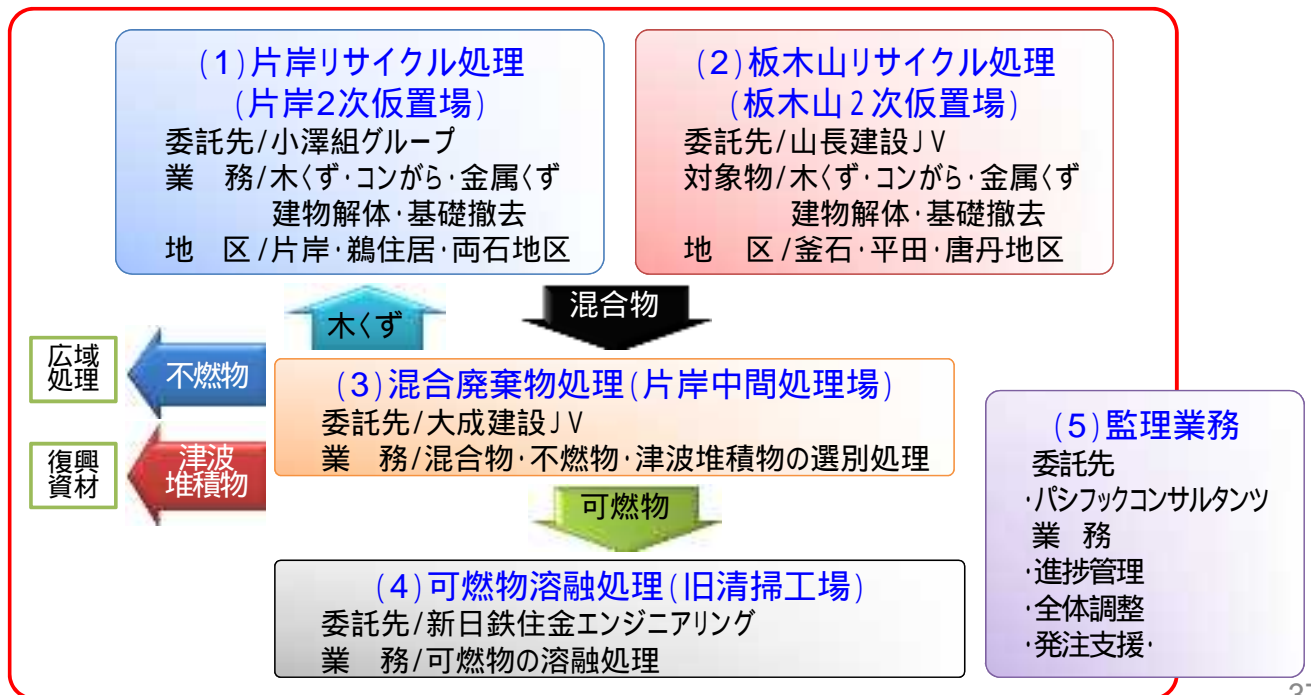 (1)片岸リサイクル処理
(片岸2次仮置場)
委託先/小澤組グループ
業　務/木くず･コンがら･金属くず
建物解体･基礎撤去
地　区/片岸･鵜住居･両石地区
(2)板木山リサイクル処理
(板木山２次仮置場)
委託先/山長建設ＪＶ
対象物/木くず･コンがら･金属くず
建物解体･基礎撤去
地　区/釜石･平田･唐丹地区
木くず
混合物
広域
処理
不燃物
復興
資材
津波
堆積物
(3)混合廃棄物処理(片岸中間処理場)
委託先/大成建設ＪＶ
業　務/混合物･不燃物･津波堆積物の選別処理
可燃物
(4)可燃物溶融処理(旧清掃工場)
委託先/新日鉄住金エンジニアリング
業　務/可燃物の溶融処理
(5)監理業務
委託先
･パシフックコンサルタンツ
業　務
･進捗管理
･全体調整
･発注支援･